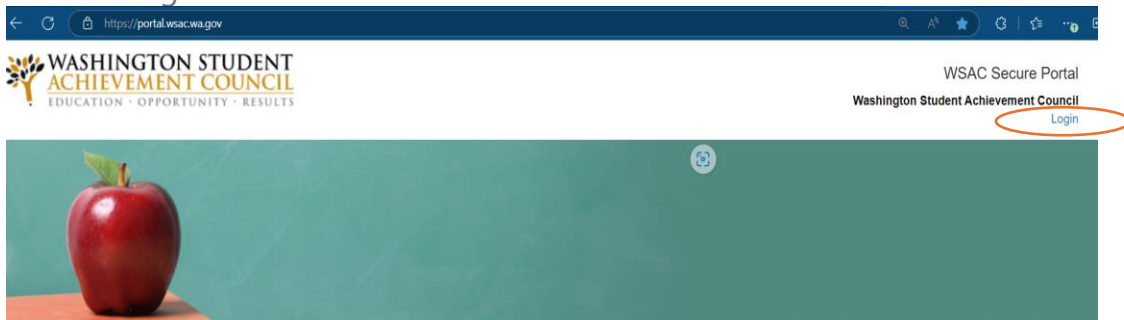 https://portal.wsac.wa.gov
WASHINGTON STUDENT
ACHIEVEMENT COUNCIL
EDUCATION · OPPORTUNITY · RESULTS
WSAC Secure Portal
Washington Student Achievement Council
Login